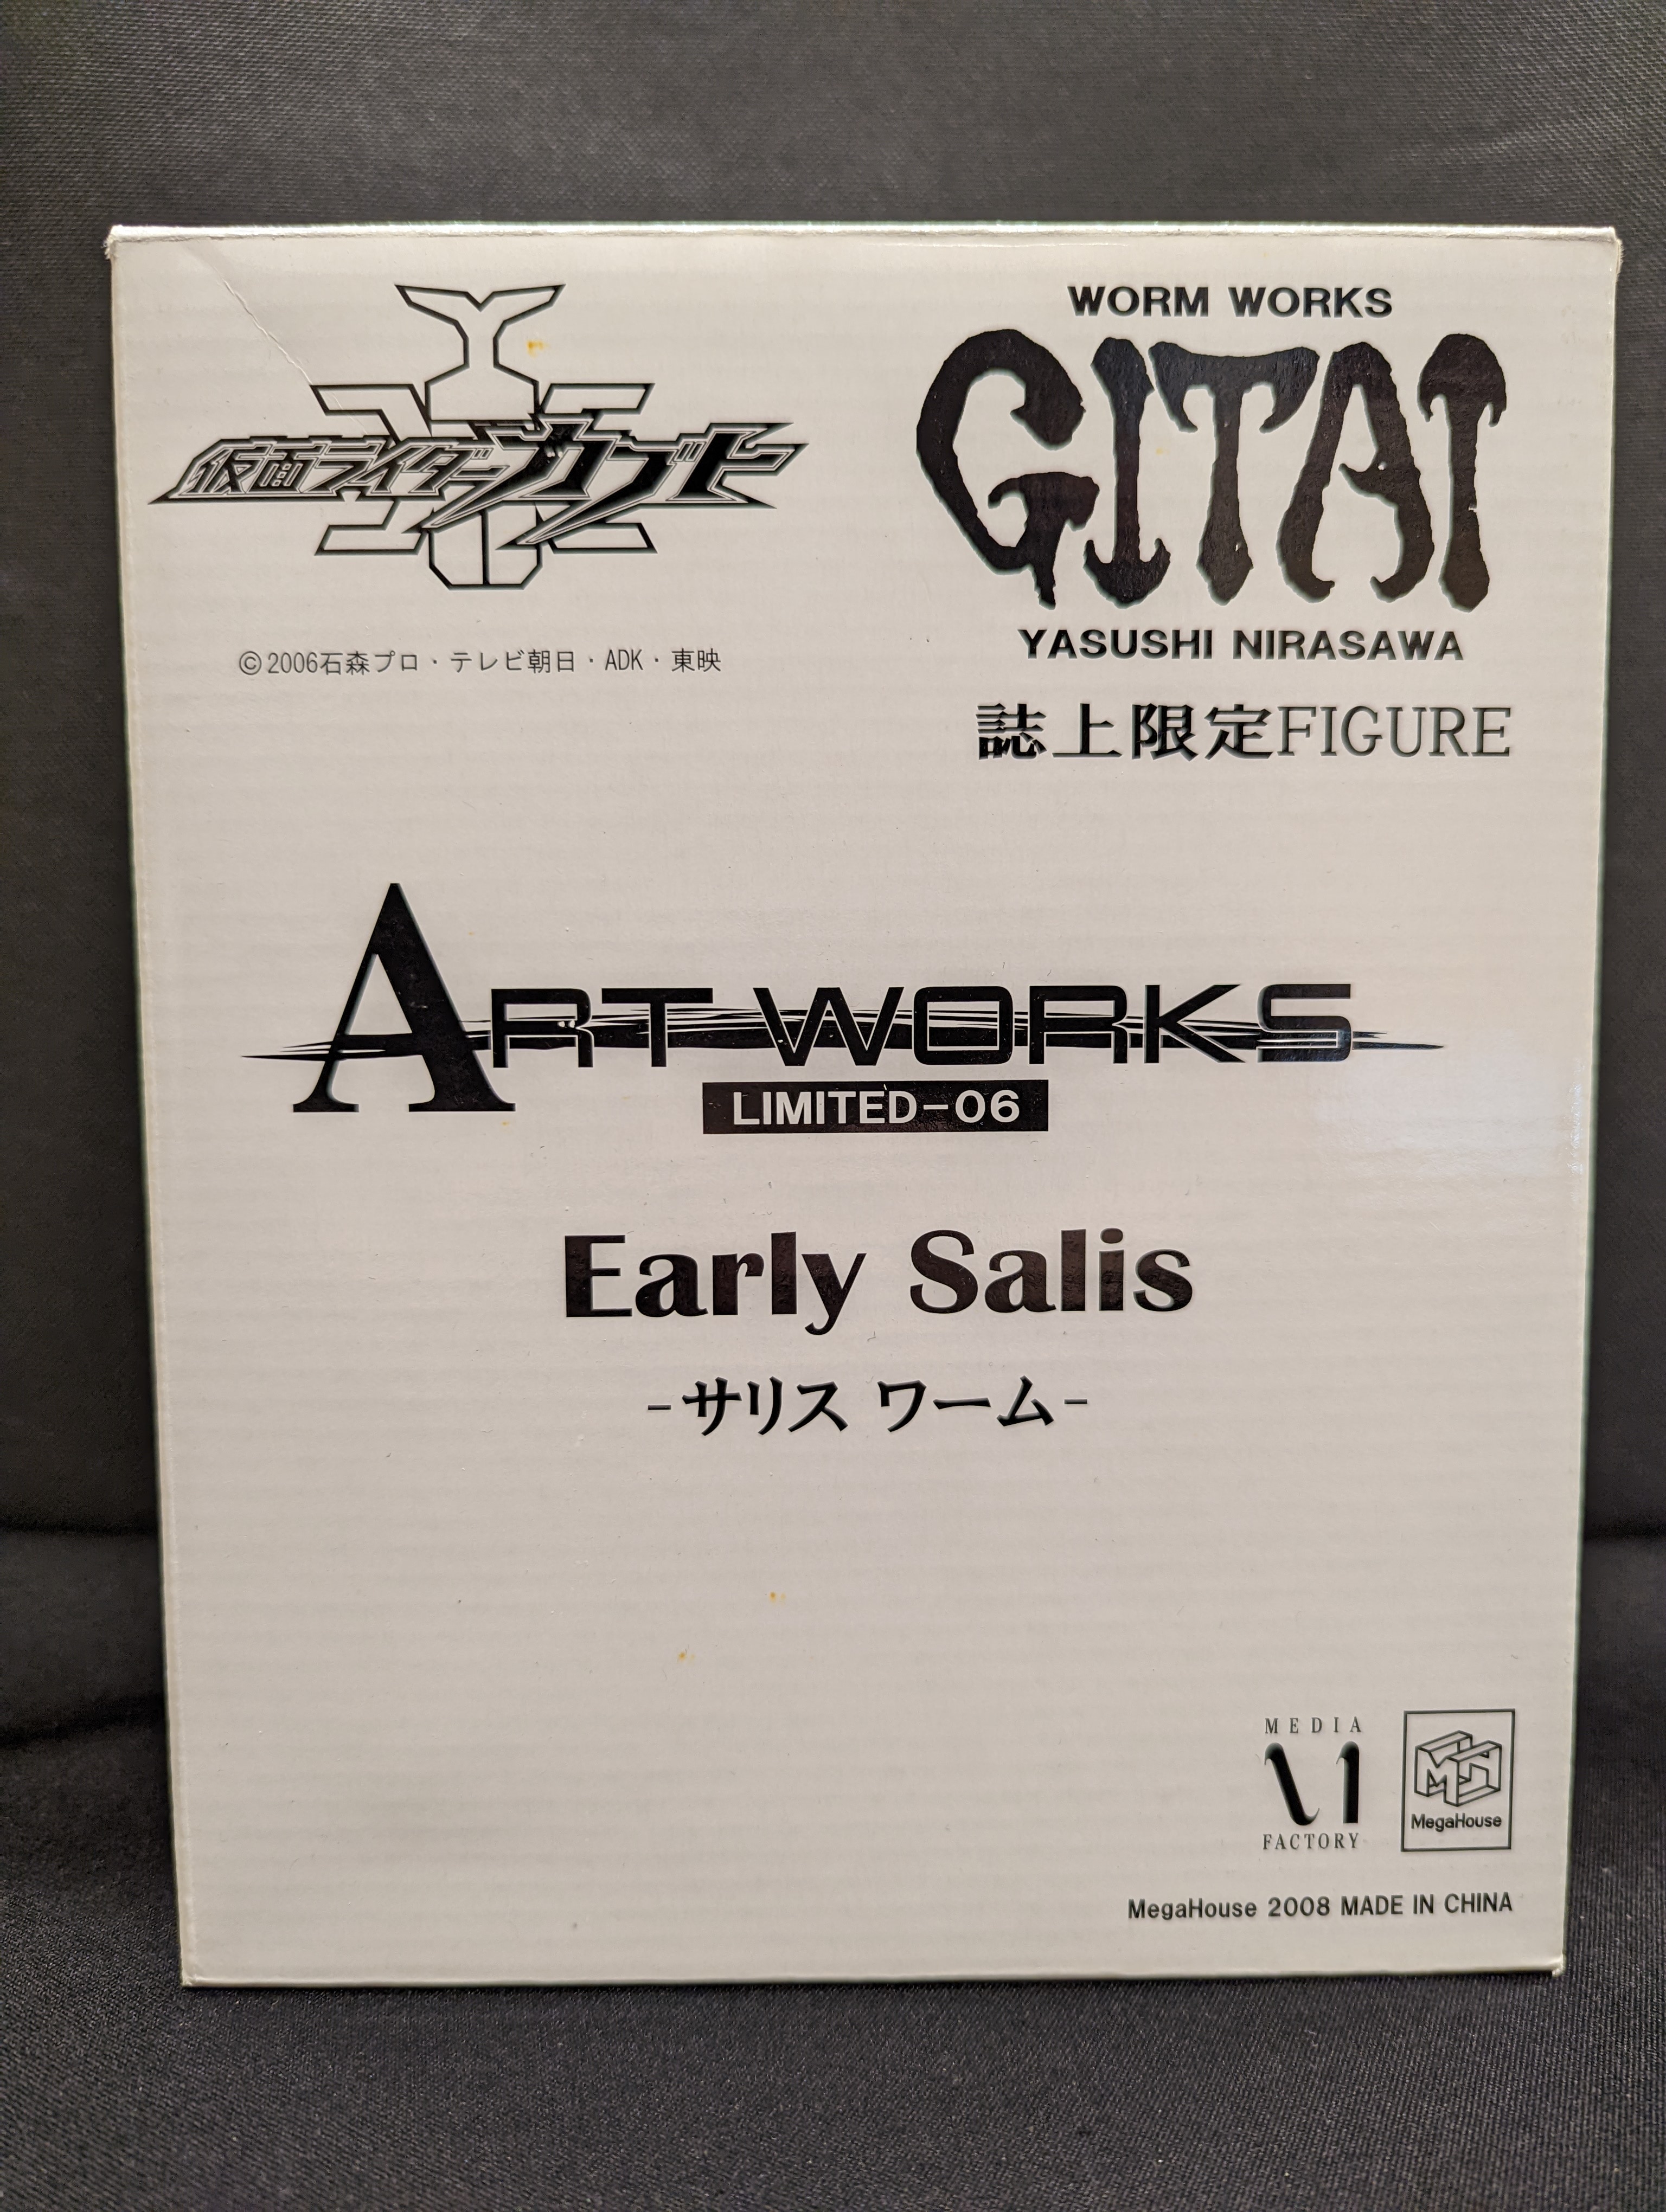 仮面ライダーカブト
©2006石森プロ・テレビ朝日・ADK・東映
WORM WORKS
GITAI
YASUSHI NIRASAWA
誌上限定FIGURE
ART WORKS
LIMITED-06
Early Salis
-サリス ワーム-
MEDIA
FACTORY
MH
MegaHouse
MegaHouse 2008 MADE IN CHINA